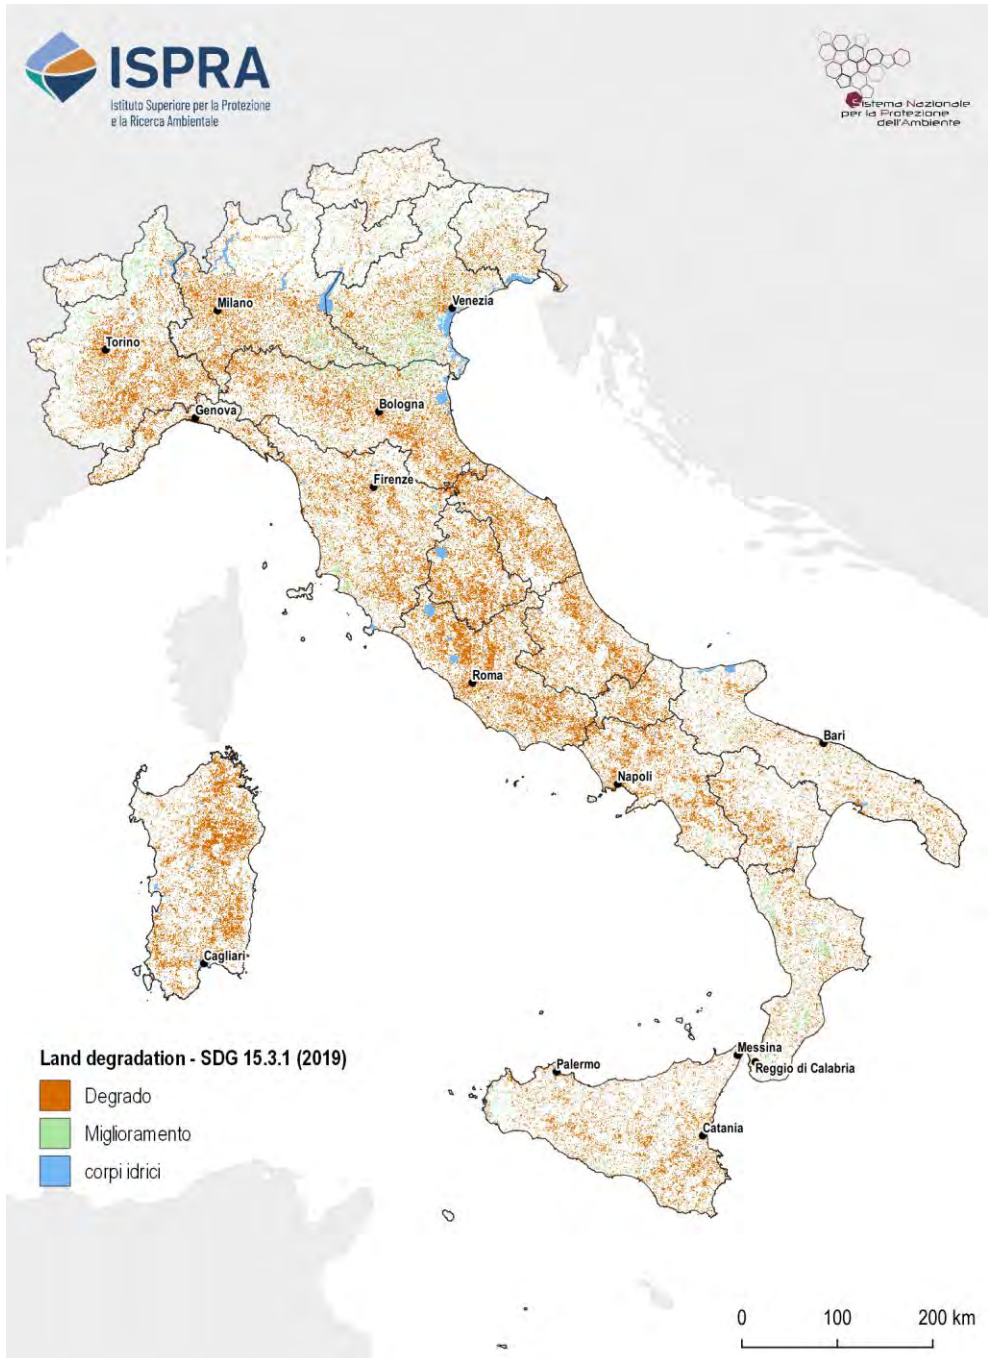 ISPRA
Istituto Superiore per la Protezione
e la Ricerca Ambientale
Sistema Nazionale
per la Protezione
dell'Ambiente
Milano
Venezia
Torino
Genova
Bologna
Firenze
Roma
Bari
Napoli
Cagliari
Messina
Reggio di Calabria
Palermo
Catania
Land degradation - SDG 15.3.1 (2019)
Degrado
Miglioramento
corpi idrici
0 100 200 km